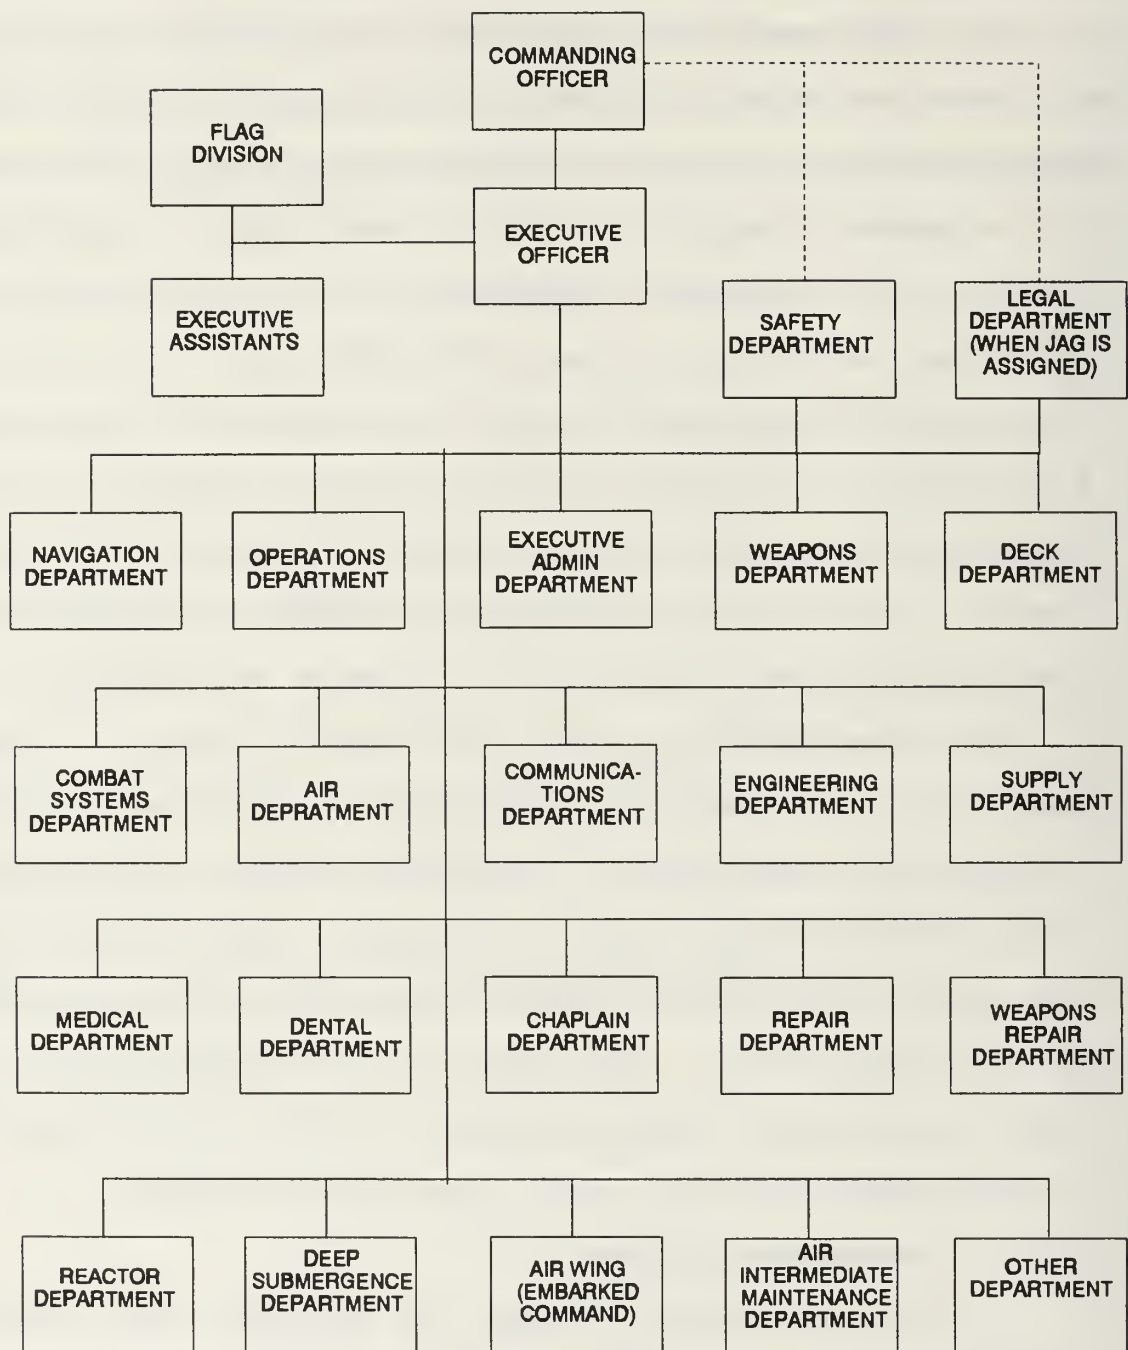 COMMANDING
OFFICER
FLAG
DIVISION
EXECUTIVE
OFFICER
EXECUTIVE
ASSISTANTS
SAFETY
DEPARTMENT
LEGAL
DEPARTMENT
(WHEN JAG IS
ASSIGNED)
NAVIGATION
DEPARTMENT
OPERATIONS
DEPARTMENT
EXECUTIVE
ADMIN
DEPARTMENT
WEAPONS
DEPARTMENT
DECK
DEPARTMENT
COMBAT
SYSTEMS
DEPARTMENT
AIR
DEPRATMENT
COMMUNICA-
TIONS
DEPARTMENT
ENGINEERING
DEPARTMENT
SUPPLY
DEPARTMENT
MEDICAL
DEPARTMENT
DENTAL
DEPARTMENT
CHAPLAIN
DEPARTMENT
REPAIR
DEPARTMENT
WEAPONS
REPAIR
DEPARTMENT
REACTOR
DEPARTMENT
DEEP
SUBMERGENCE
DEPARTMENT
AIR WING
(EMBARKED
COMMAND)
AIR
INTERMEDIATE
MAINTENANCE
DEPARTMENT
OTHER
DEPARTMENT